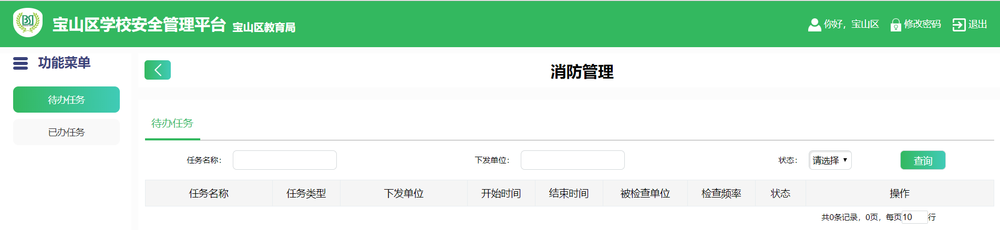 宝山区学校安全管理平台 宝山区教育局
你好，宝山区 修改密码 退出
功能菜单
消防管理
待办任务
已办任务
待办任务
任务名称： 下发单位： 状态： 请选择 查询
任务名称 任务类型 下发单位 开始时间 结束时间 被检查单位 检查频率 状态 操作
共0条记录，0页，每页10行